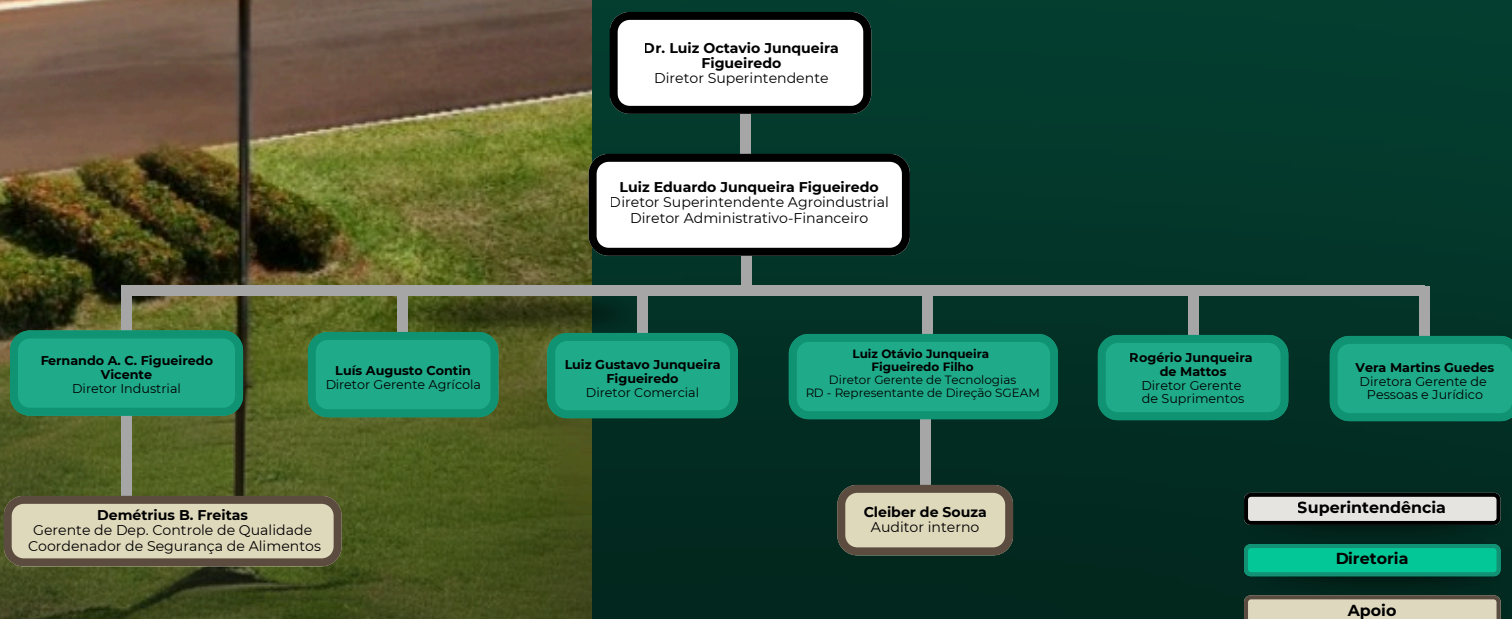 Dr. Luiz Octavio Junqueira
Figueiredo
Diretor Superintendente
Luiz Eduardo Junqueira Figueiredo
Diretor Superintendente Agroindustrial
Diretor Administrativo-Financeiro
Fernando A. C. Figueiredo
Vicente
Diretor Industrial
Luís Augusto Contin
Diretor Gerente Agrícola
Luiz Gustavo Junqueira
Figueiredo
Diretor Comercial
Luiz Otávio Junqueira
Figueiredo Filho
Diretor Gerente de Tecnologias
RD - Representante de Direção SGEAM
Rogério Junqueira
de Mattos
Diretor Gerente
de Suprimentos
Vera Martins Guedes
Diretora Gerente de
Pessoas e Jurídico
Demétrius B. Freitas
Gerente de Dep. Controle de Qualidade
Coordenador de Segurança de Alimentos
Cleiber de Souza
Auditor interno
Superintendência
Diretoria
Apoio